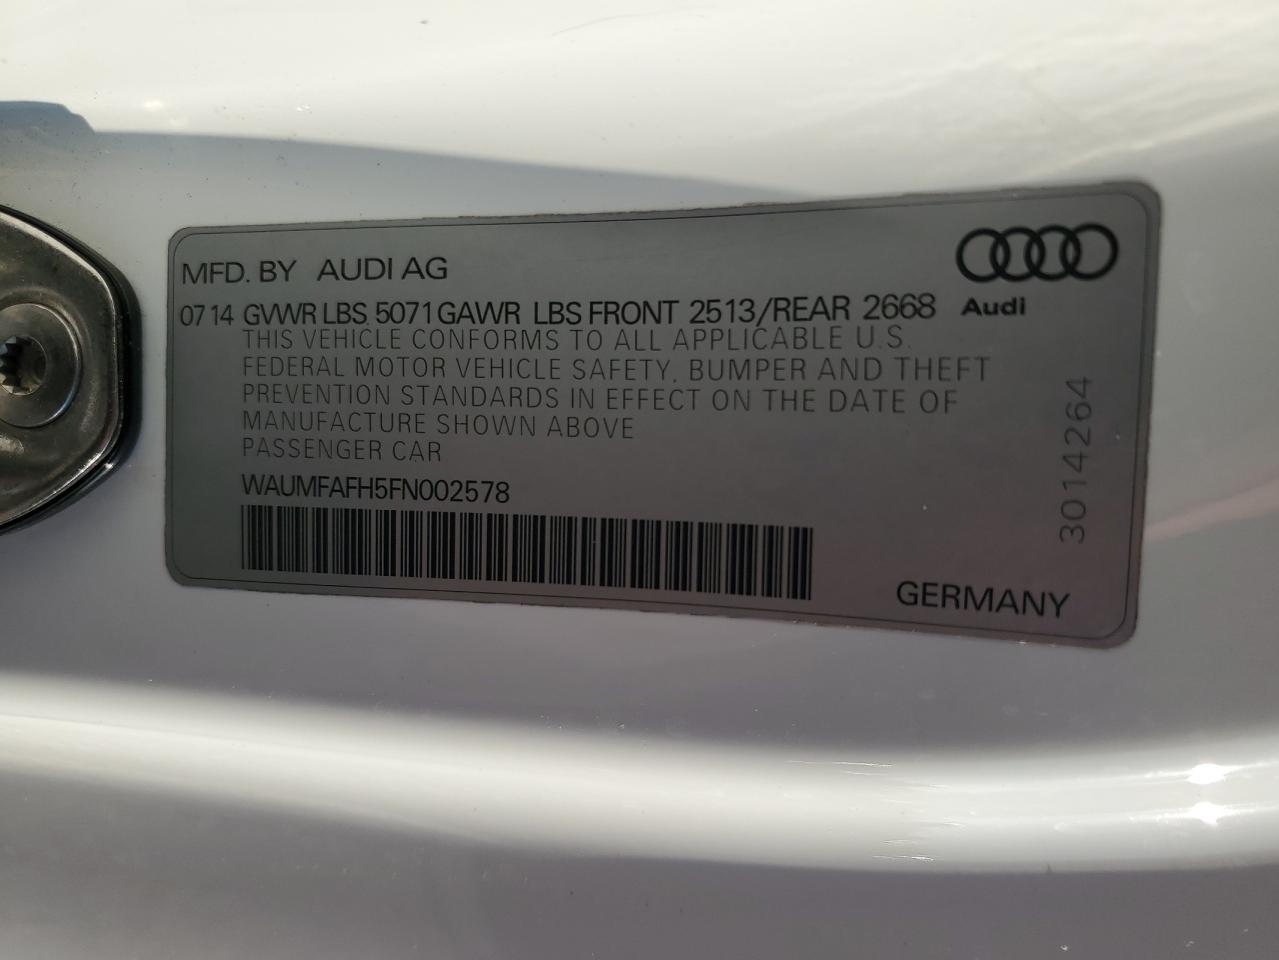 MFD. BY AUDI AG
07 14 GVWR LBS 5071 GAWR LBS FRONT 2513/REAR 2668
Audi
THIS VEHICLE CONFORMS TO ALL APPLICABLE U.S.
FEDERAL MOTOR VEHICLE SAFETY, BUMPER AND THEFT
PREVENTION STANDARDS IN EFFECT ON THE DATE OF
MANUFACTURE SHOWN ABOVE
PASSENGER CAR
WAUMFAFH5FN002578
3014264
GERMANY